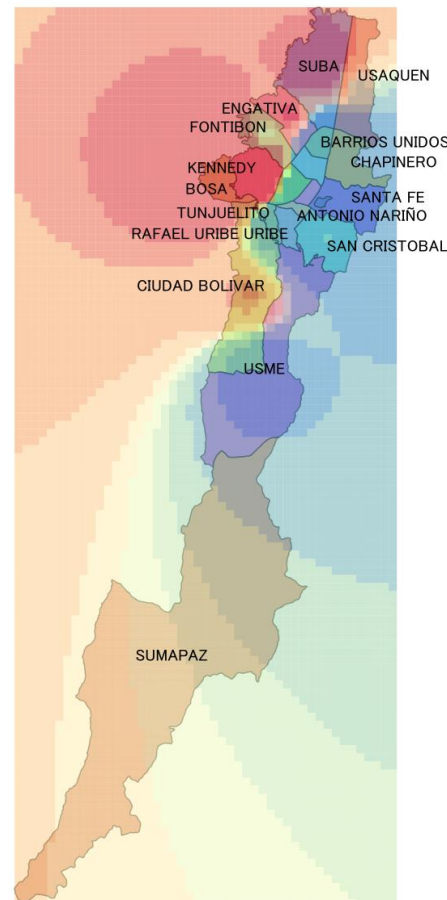 SUBA
USAQUEN
ENGATIVA
FONTIBON
BARRIOS UNIDOS
CHAPINERO
KENNEDY
BOSA
SANTA FE
TUNJUELITO
ANTONIO NARIÑO
RAFAEL URIBE URIBE
SAN CRISTOBAL
CIUDAD BOLIVAR
USME
SUMAPAZ